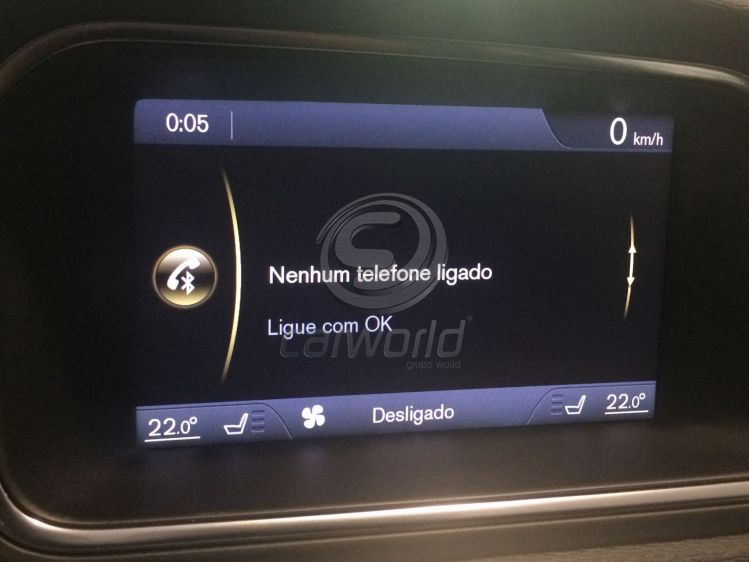 0:05
0 km/h
Nenhum telefone ligado
Ligue com OK
carworld®
grupo world
22.0° Desligado 22.0°